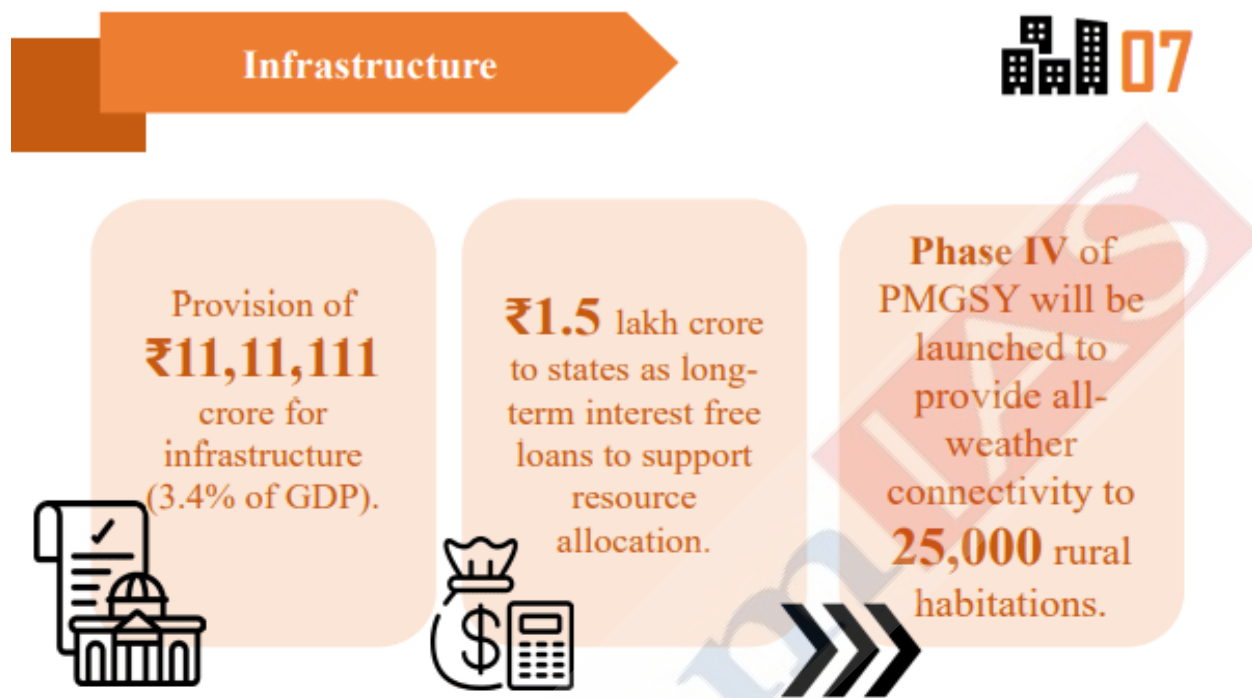 Infrastructure
07
Provision of
₹11,11,111
crore for
infrastructure
(3.4% of GDP).
₹1.5 lakh crore
to states as long-
term interest free
loans to support
resource
allocation.
Phase IV of
PMGSY will be
launched to
provide all-
weather
connectivity to
25,000 rural
habitations.
mIAS